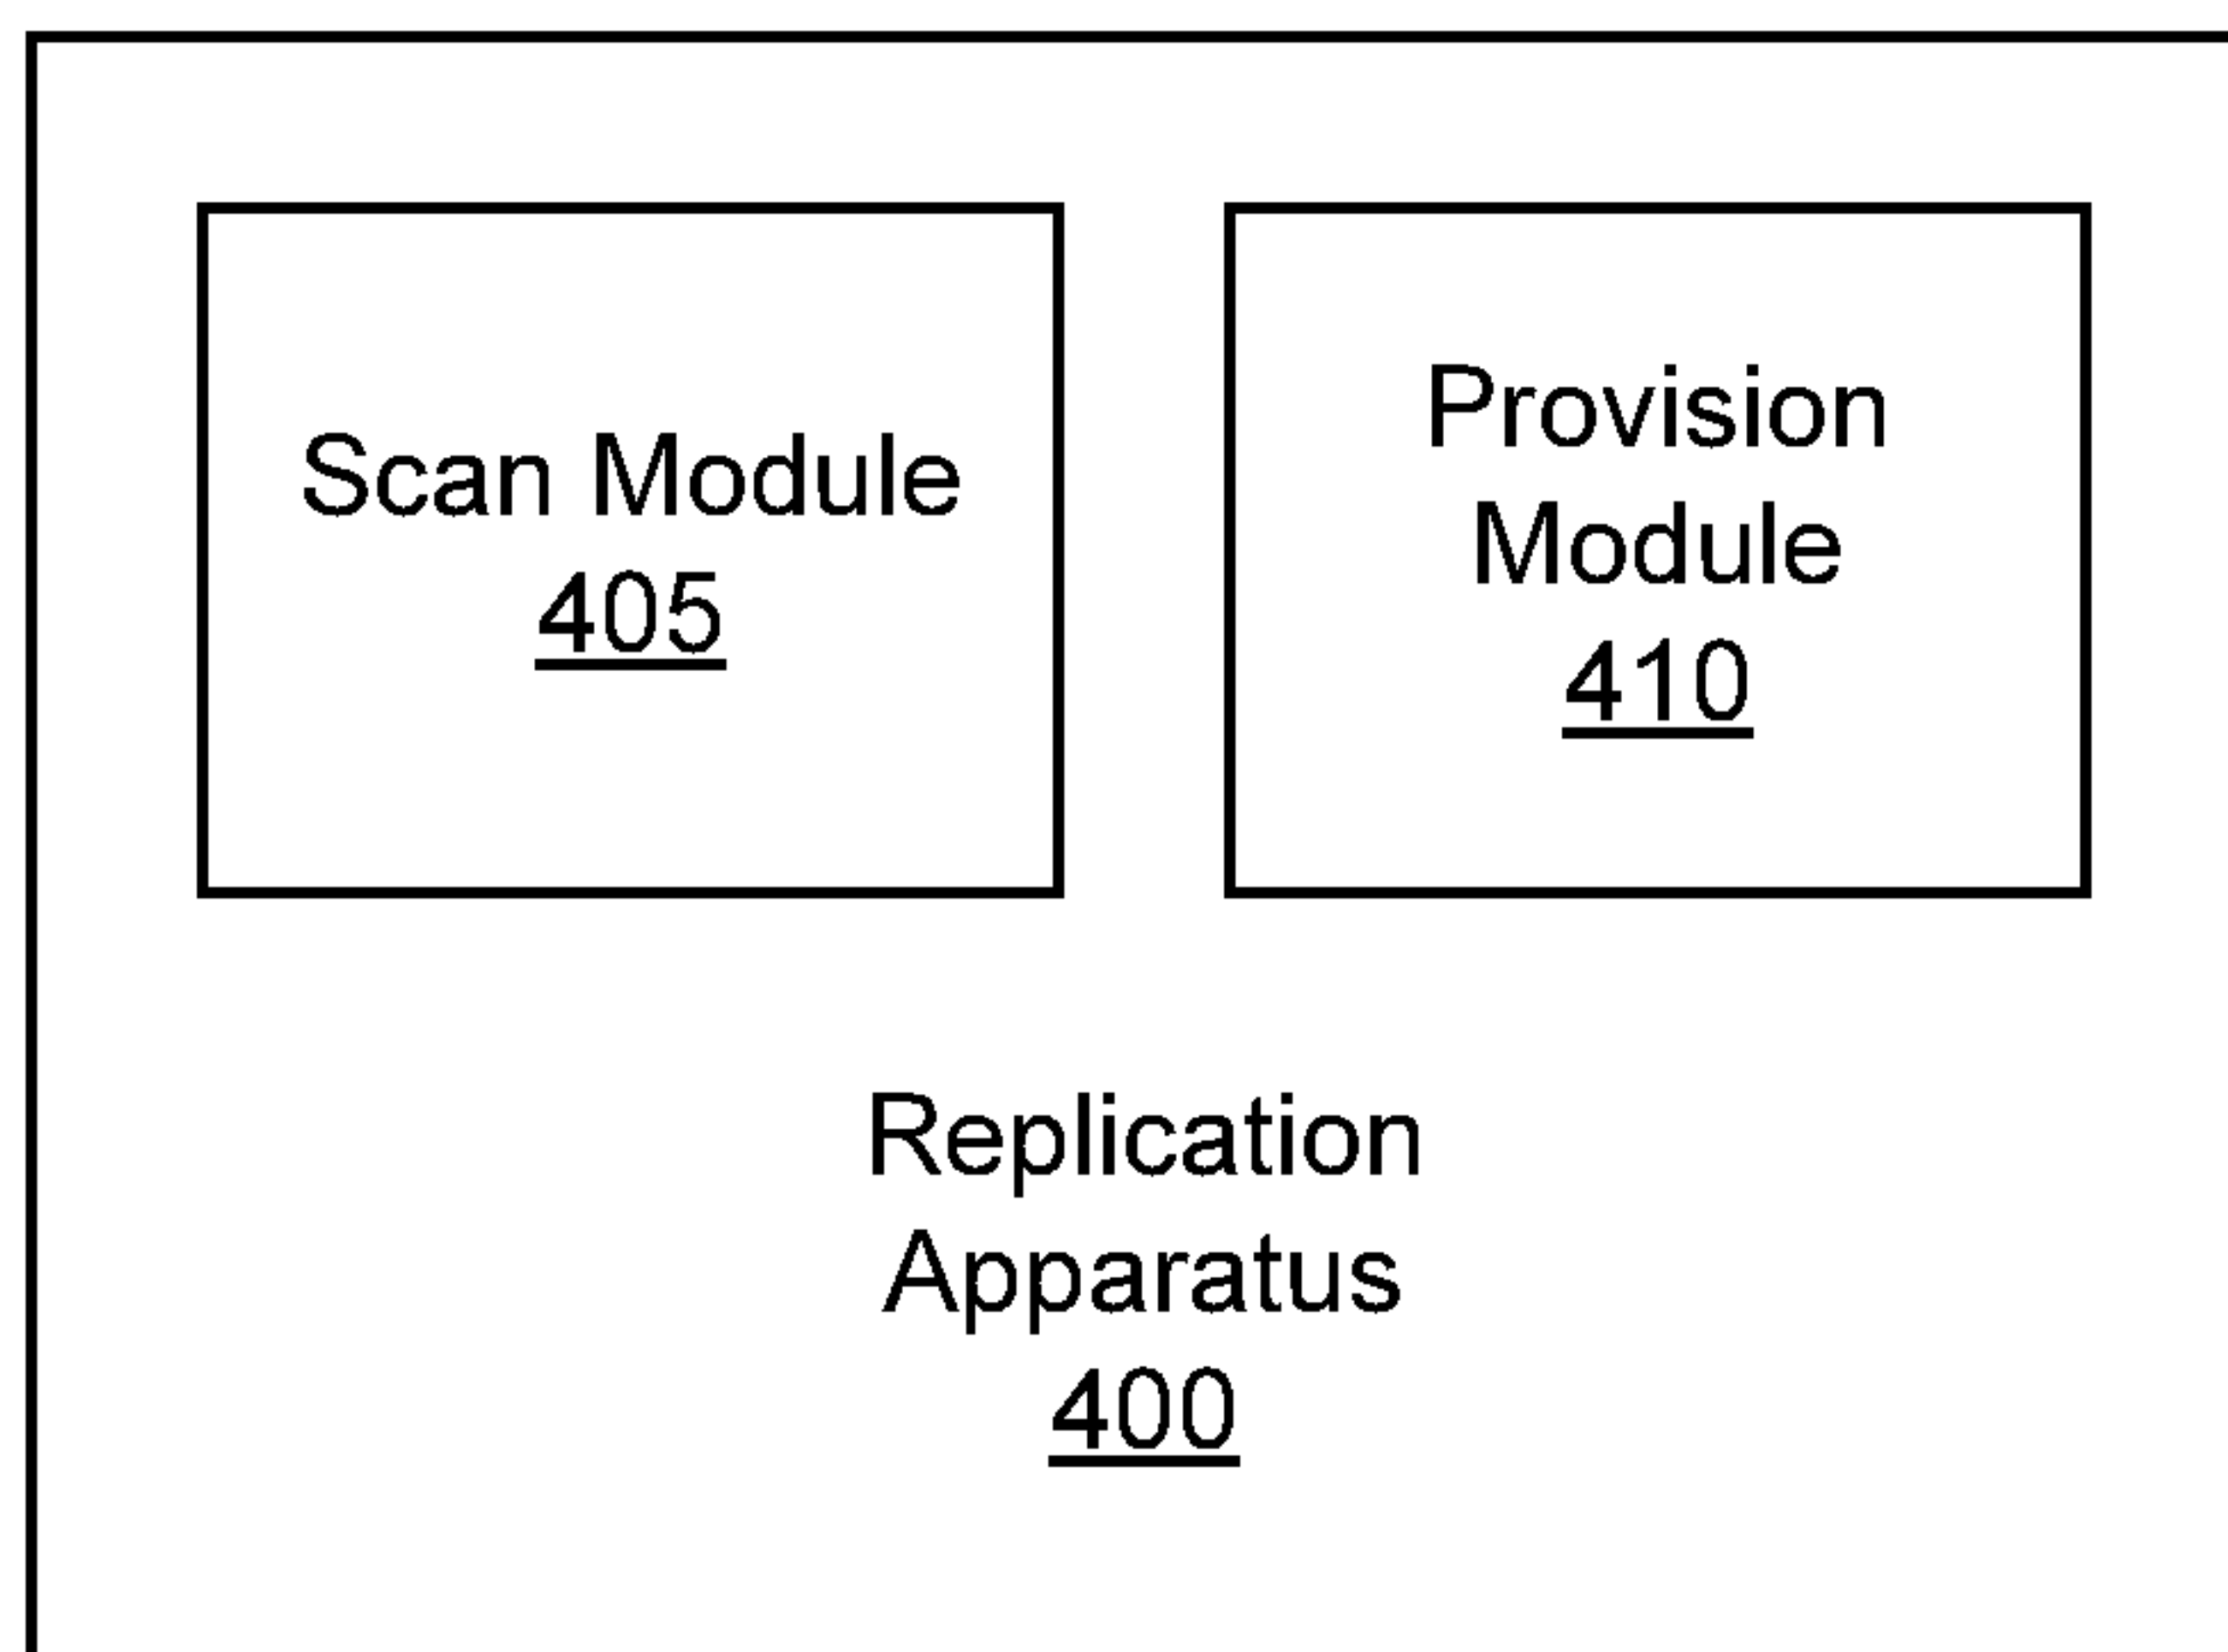 Scan Module
405
Provision
Module
410
Replication
Apparatus
400